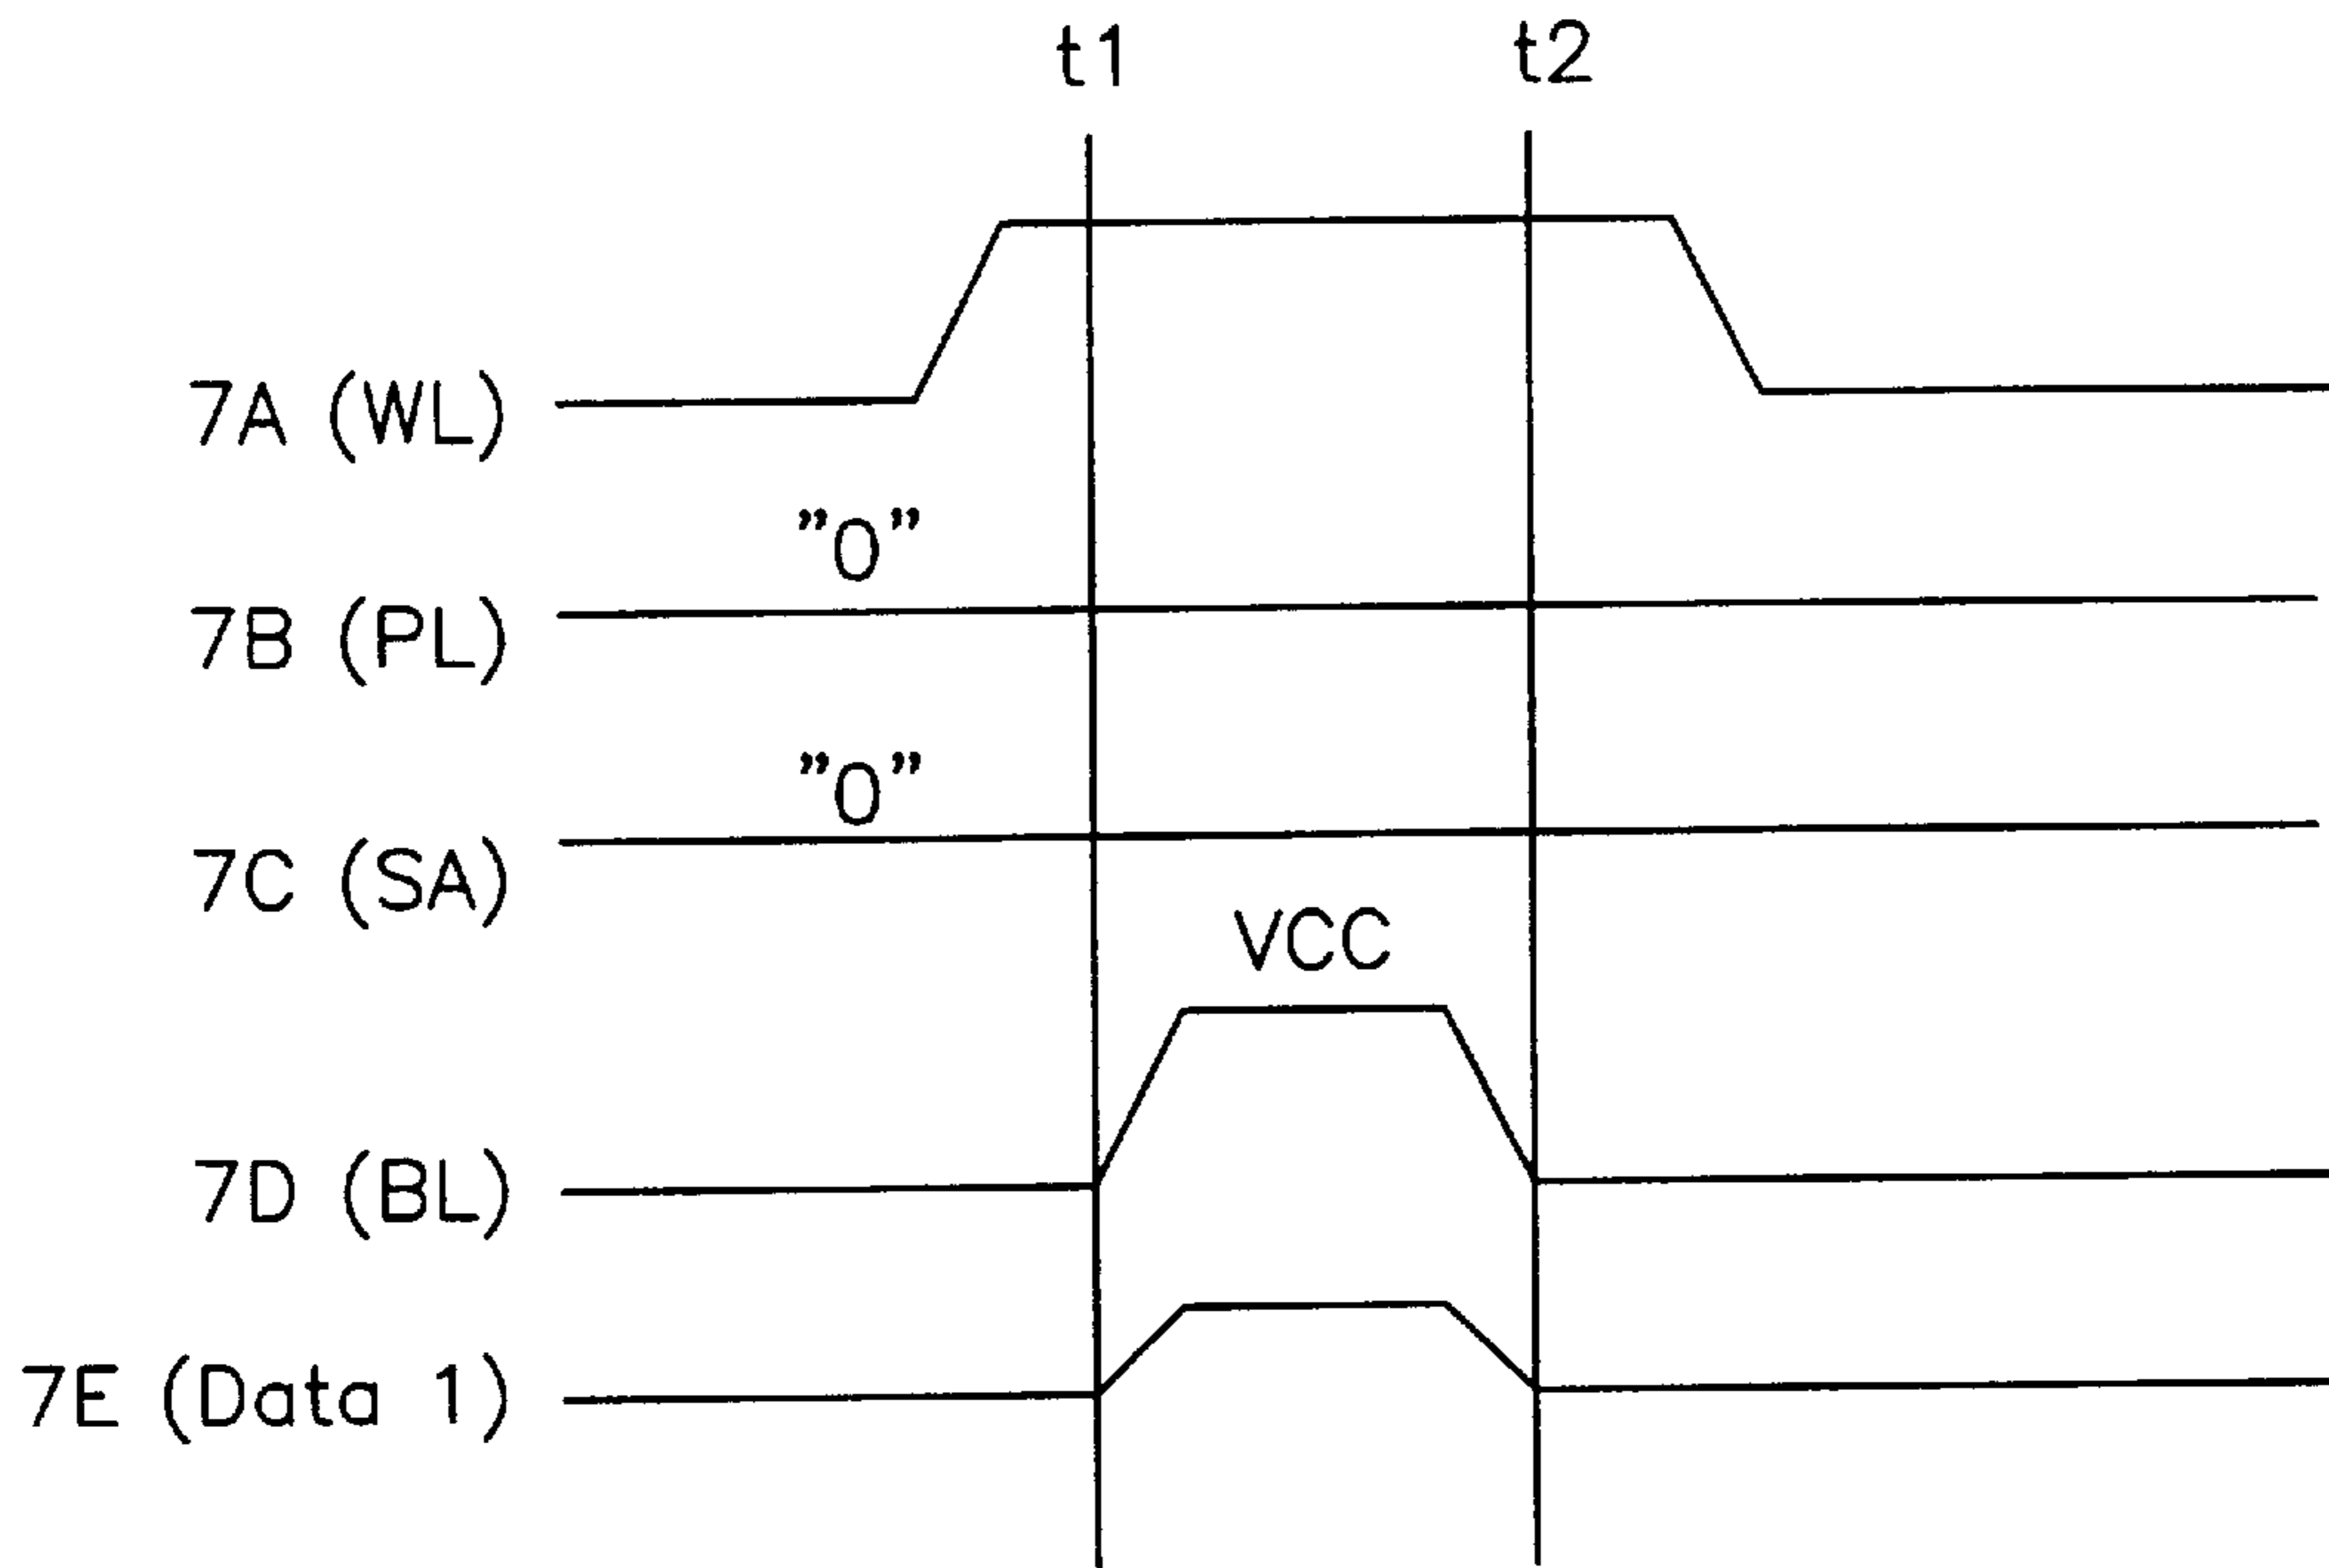 t1 t2
7A (WL)
"0"
7B (PL)
"0"
7C (SA)
VCC
7D (BL)
7E (Data 1)